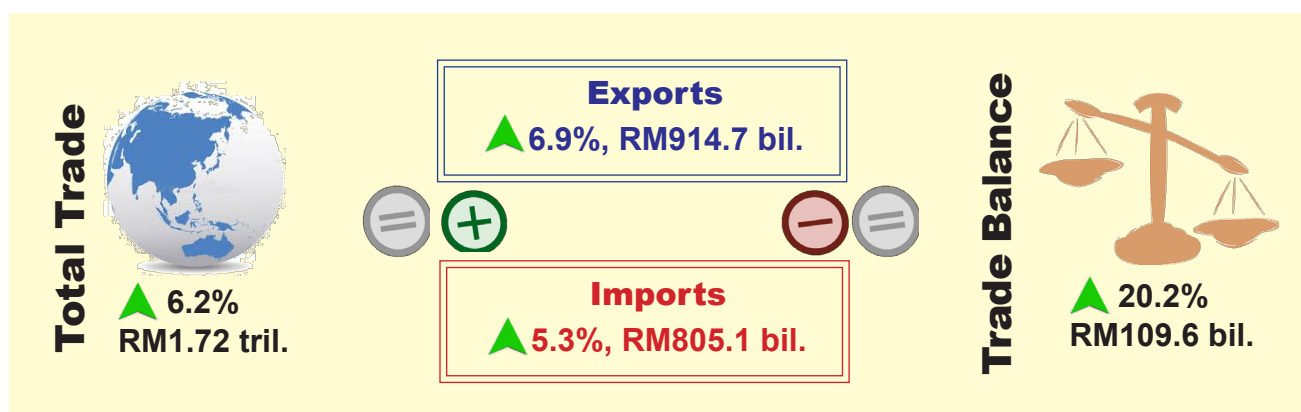 Total Trade
6.2%
RM1.72 tril.
=
+
Exports
6.9%, RM914.7 bil.
Imports
5.3%, RM805.1 bil.
−
=
Trade Balance
20.2%
RM109.6 bil.